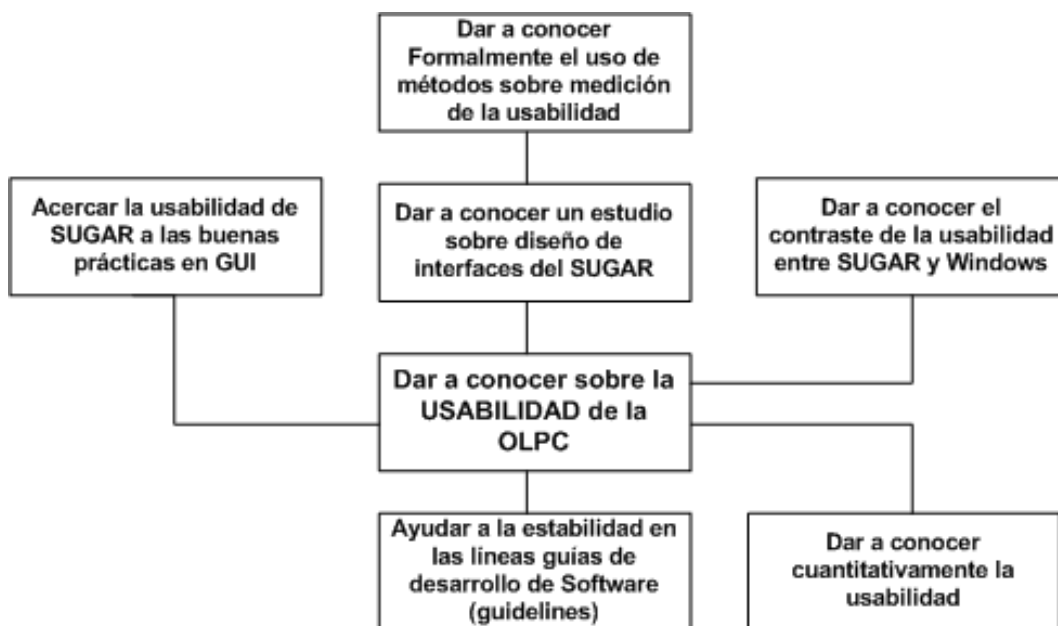 Dar a conocer
Formalmente el uso de
métodos sobre medición
de la usabilidad
Acercar la usabilidad de
SUGAR a las buenas
prácticas en GUI
Dar a conocer un estudio
sobre diseño de
interfaces del SUGAR
Dar a conocer el
contraste de la usabilidad
entre SUGAR y Windows
Dar a conocer sobre la
USABILIDAD de la
OLPC
Ayudar a la estabilidad en
las líneas guías de
desarrollo de Software
(guidelines)
Dar a conocer
cuantitativamente la
usabilidad